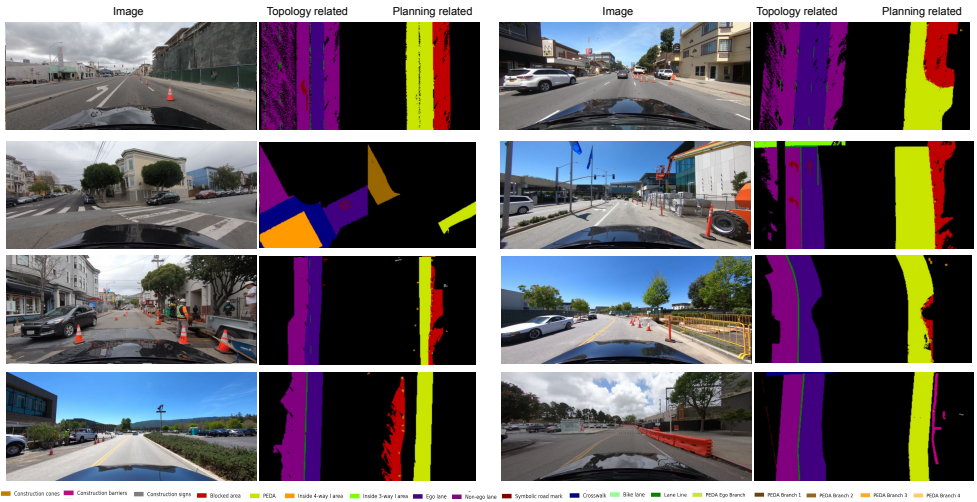 Image Topology related Planning related Image Topology related Planning related
Construction cones Construction barriers Construction signs Blocked area PEDA Inside 4-way I area Inside 3-way I area Ego lane Non-ego lane Symbolic road mark Crosswalk Bike lane Lane Line PEDA Ego Branch PEDA Branch 1 PEDA Branch 2 PEDA Branch 3 PEDA Branch 4